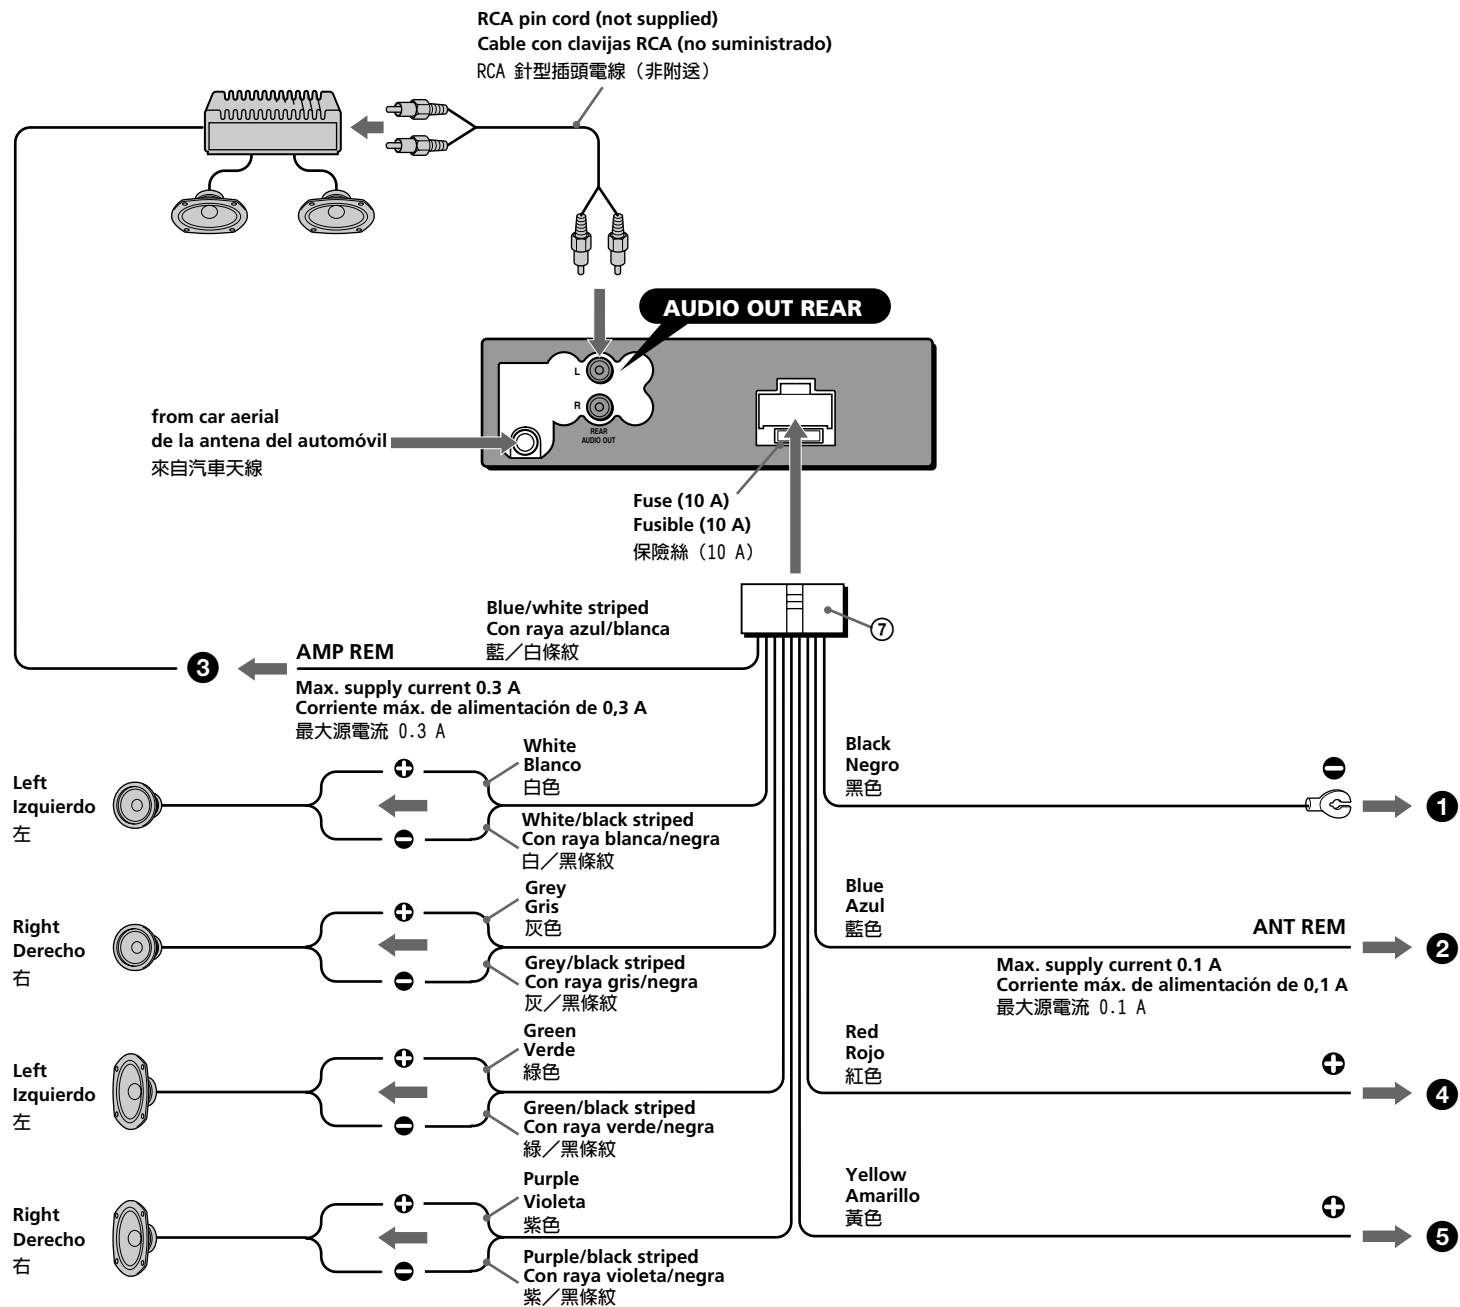 RCA pin cord (not supplied)
Cable con clavijas RCA (no suministrado)
RCA 針型插頭電線（非附送）
AUDIO OUT REAR
L
R
REAR
AUDIO OUT
from car aerial
de la antena del automóvil
來自汽車天線
Fuse (10 A)
Fusible (10 A)
保險絲（10 A）
7
Blue/white striped
Con raya azul/blanca
藍／白條紋
3
AMP REM
Max. supply current 0.3 A
Corriente máx. de alimentación de 0,3 A
最大源電流 0.3 A
Left
Izquierdo
左
White
Blanco
白色
White/black striped
Con raya blanca/negra
白／黑條紋
Black
Negro
黑色
1
Right
Derecho
右
Grey
Gris
灰色
Grey/black striped
Con raya gris/negra
灰／黑條紋
Blue
Azul
藍色
ANT REM
2
Max. supply current 0.1 A
Corriente máx. de alimentación de 0,1 A
最大源電流 0.1 A
Left
Izquierdo
左
Green
Verde
綠色
Green/black striped
Con raya verde/negra
綠／黑條紋
Red
Rojo
紅色
4
Right
Derecho
右
Purple
Violeta
紫色
Purple/black striped
Con raya violeta/negra
紫／黑條紋
Yellow
Amarillo
黃色
5